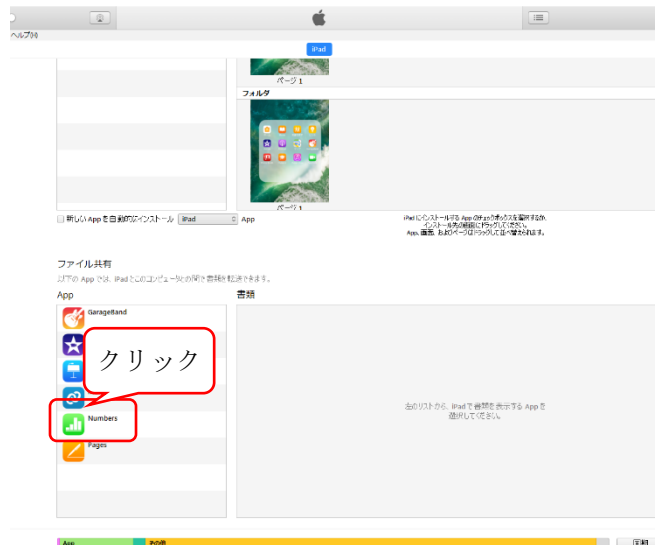 ヘルプ(H)
iPad
ページ 1
フォルダ
ページ 1
新しい App を自動的にインストール
iPad
App
iPad にインストールする App のチェックボックスを選択するか、
インストール先の画面にドラッグしてください。
App、画面、およびページはドラッグして並べ替えられます。
ファイル共有
以下の App では、iPad とこのコンピュータとの間で書類を転送できます。
App
書類
GarageBand
クリック
Numbers
Pages
左のリストから、iPad で書類を表示する App を
選択してください。
App
その他
同期